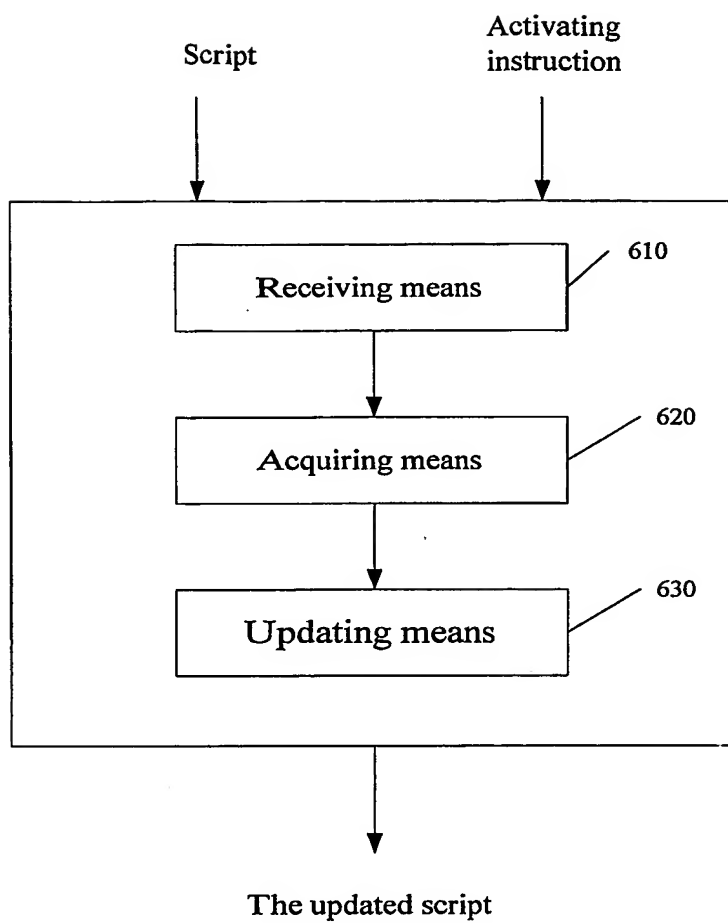 Script
Activating
instruction
610
Receiving means
620
Acquiring means
630
Updating means
The updated script